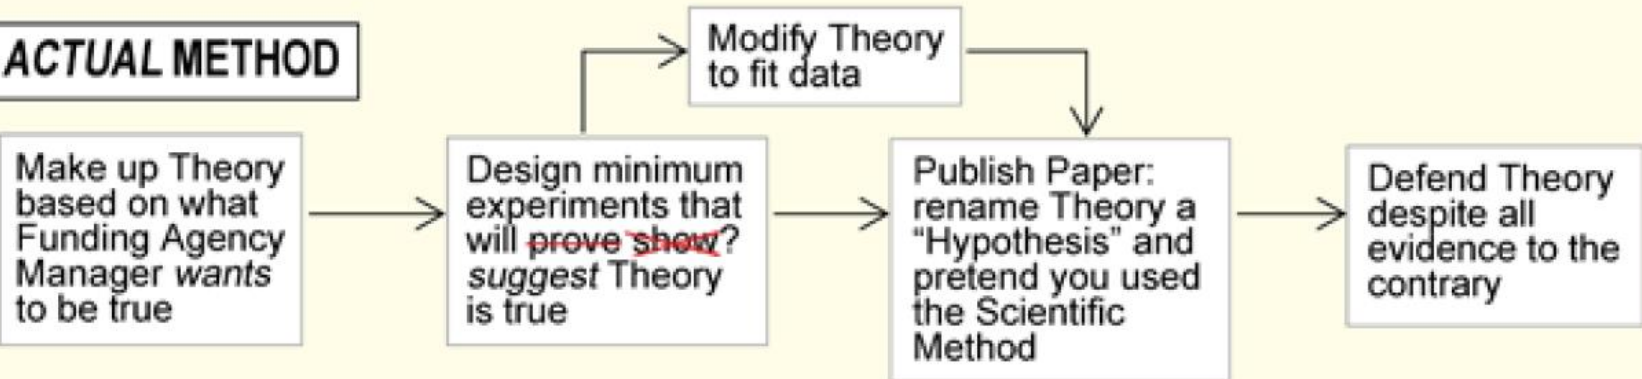 ACTUAL METHOD
Modify Theory
to fit data
Make up Theory
based on what
Funding Agency
Manager wants
to be true
Design minimum
experiments that
will prove show?
suggest Theory
is true
Publish Paper:
rename Theory a
“Hypothesis” and
pretend you used
the Scientific
Method
Defend Theory
despite all
evidence to the
contrary